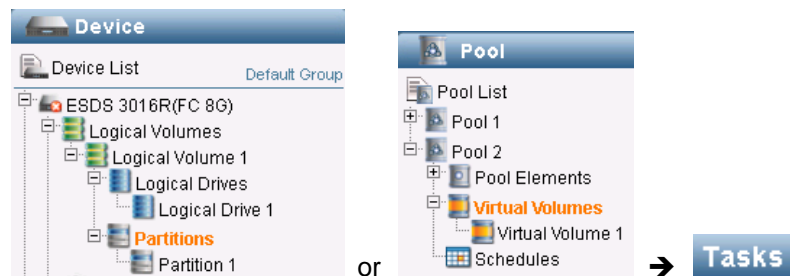 Device
Device List
Default Group
ESDS 3016R(FC 8G)
Logical Volumes
Logical Volume 1
Logical Drives
Logical Drive 1
Partitions
Partition 1
or
Pool
Pool List
Pool 1
Pool 2
Pool Elements
Virtual Volumes
Virtual Volume 1
Schedules
➔
Tasks